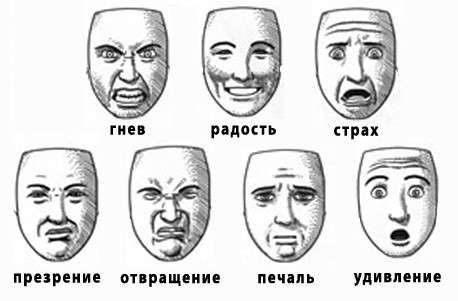 гнев радость страх
презрение отвращение печаль удивление